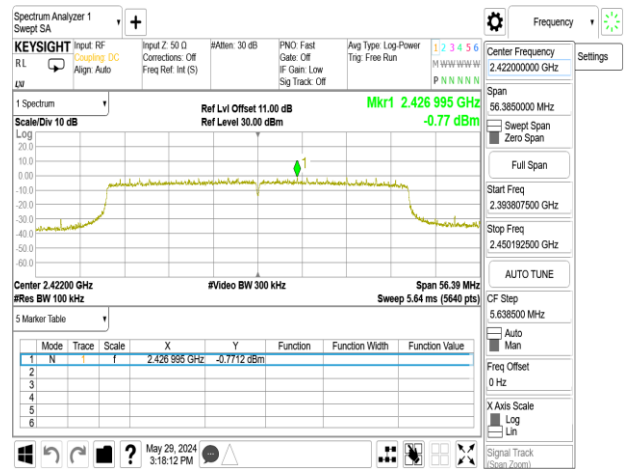 Spectrum Analyzer 1
Swept SA
Frequency
KEYSIGHT
RL
Input: RF
Coupling: DC
Align: Auto
Input Z: 50 Ω
Corrections: Off
Freq Ref: Int (S)
#Atten: 30 dB
PNO: Fast
Gate: Off
IF Gain: Low
Sig Track: Off
Avg Type: Log-Power
Trig: Free Run
1 2 3 4 5 6
M W W W W W
P N N N N N
Center Frequency
2.422000000 GHz
Settings
Span
56.3850000 MHz
Swept Span
Zero Span
Full Span
Start Freq
2.393807500 GHz
Stop Freq
2.450192500 GHz
AUTO TUNE
CF Step
5.638500 MHz
Auto
Man
Freq Offset
0 Hz
X Axis Scale
Log
Lin
Signal Track
(Span Zoom)
1 Spectrum
Scale/Div 10 dB
Ref Lvl Offset 11.00 dB
Ref Level 30.00 dBm
Mkr1 2.426 995 GHz
-0.77 dBm
Log
20.0
10.0
0.00
-10.0
-20.0
-30.0
-40.0
-50.0
-60.0
1
Center 2.42200 GHz
#Res BW 100 kHz
#Video BW 300 kHz
Span 56.39 MHz
Sweep 5.64 ms (5640 pts)
5 Marker Table
Mode Trace Scale X Y Function Function Width Function Value
1 N 1 f 2.426 995 GHz -0.7712 dBm
2
3
4
5
6
?
May 29, 2024
3:18:12 PM